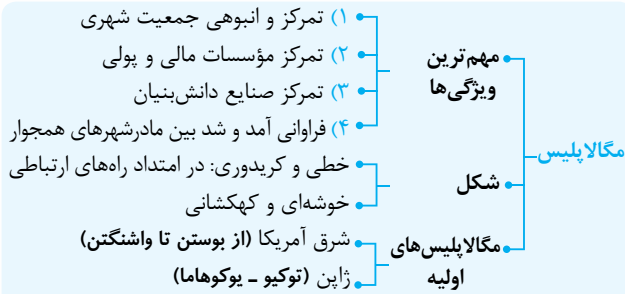 مگالاپلیس
مهم‌ترین
ویژگی‌ها
۱) تمرکز و انبوهی جمعیت شهری
۲) تمرکز مؤسسات مالی و پولی
۳) تمرکز صنایع دانش‌بنیان
۴) فراوانی آمد و شد بین مادرشهرهای همجوار
شکل
خطی و کریدوری: در امتداد راه‌های ارتباطی
خوشه‌ای و کهکشانی
مگالاپلیس‌های
اولیه
شرق آمریکا (از بوستن تا واشنگتن)
ژاپن (توکیو ـ یوکوهاما)